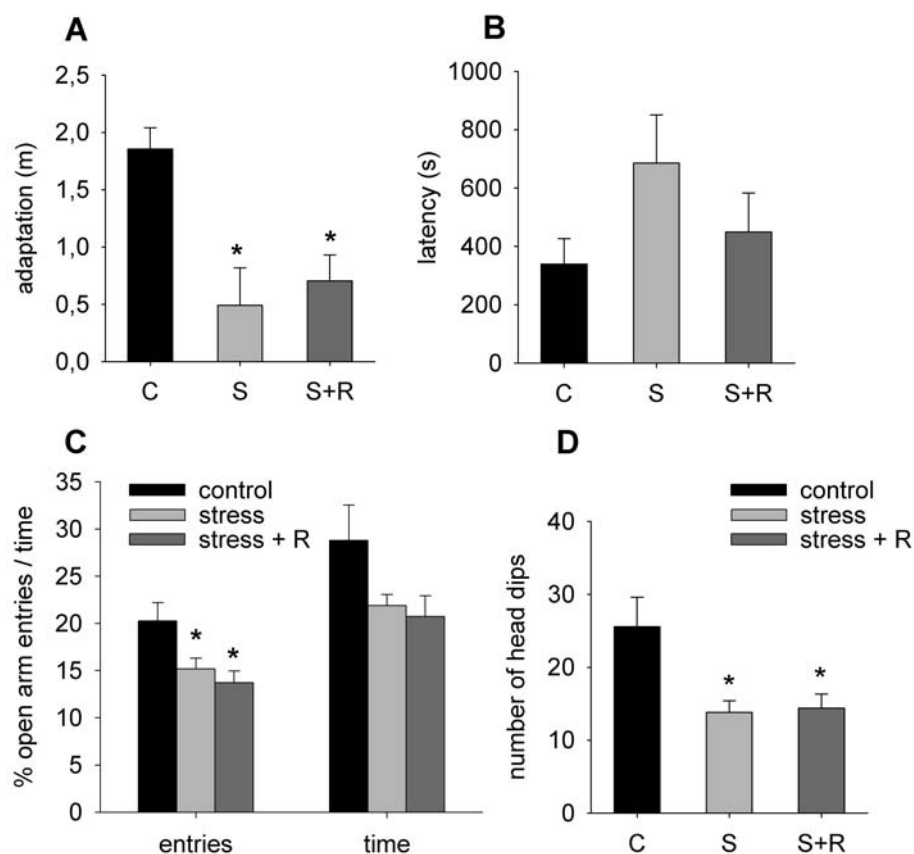 A
adaptation (m)
2,5
2,0
1,5
1,0
0,5
0,0
*
*
C
S
S+R
B
latency (s)
1000
800
600
400
200
0
C
S
S+R
C
% open arm entries / time
35
30
25
20
15
10
5
0
control
stress
stress + R
*
*
entries
time
D
number of head dips
40
30
20
10
0
control
stress
stress + R
*
*
C
S
S+R